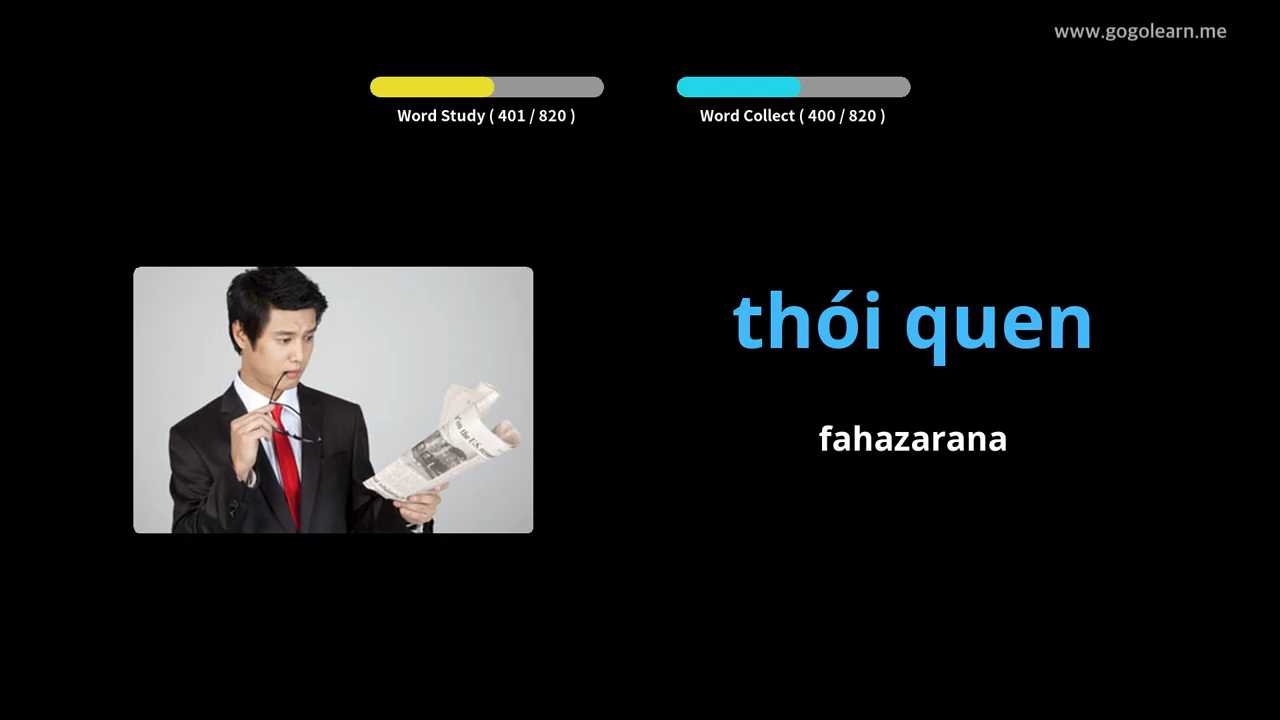 www.gogolearn.me
Word Study ( 401 / 820 )
Word Collect ( 400 / 820 )
thói quen
fahazarana